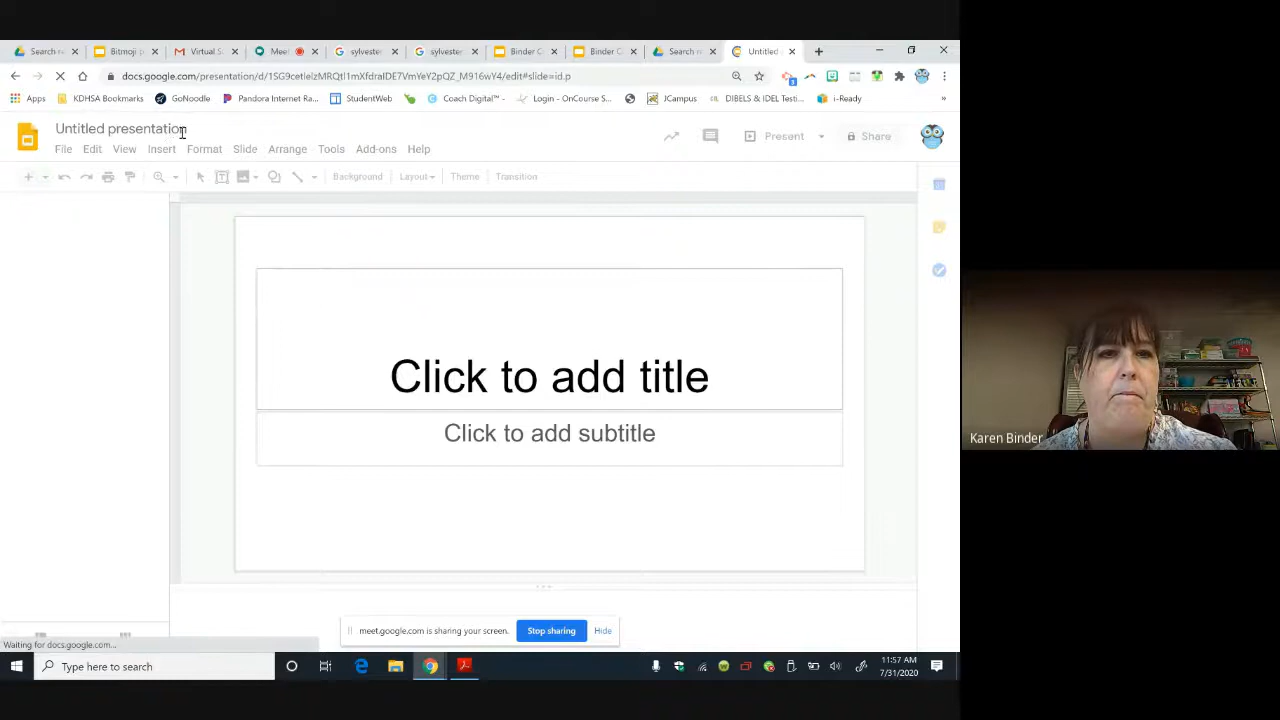 Search r
Bitmoji
Virtual S
Meet
sylvester
sylvester
Binder C
Binder C
Search r
Untitled
docs.google.com/presentation/d/1SG9cetIelzMRQtI1mXfdralDE7VmYeY2pQZ_M916wY4/edit#slide=id.p
Apps
KDHSA Bookmarks
GoNoodle
Pandora Internet Ra...
StudentWeb
Coach Digital™ -
Login - OnCourse S...
JCampus
DIBELS & IDEL Testi...
i-Ready
»
Untitled presentation
Present
Share
File Edit View Insert Format Slide Arrange Tools Add-ons Help
Background Layout Theme Transition
Click to add title
Click to add subtitle
Karen Binder
meet.google.com is sharing your screen. Stop sharing Hide
Waiting for docs.google.com...
Type here to search
11:57 AM
7/31/2020